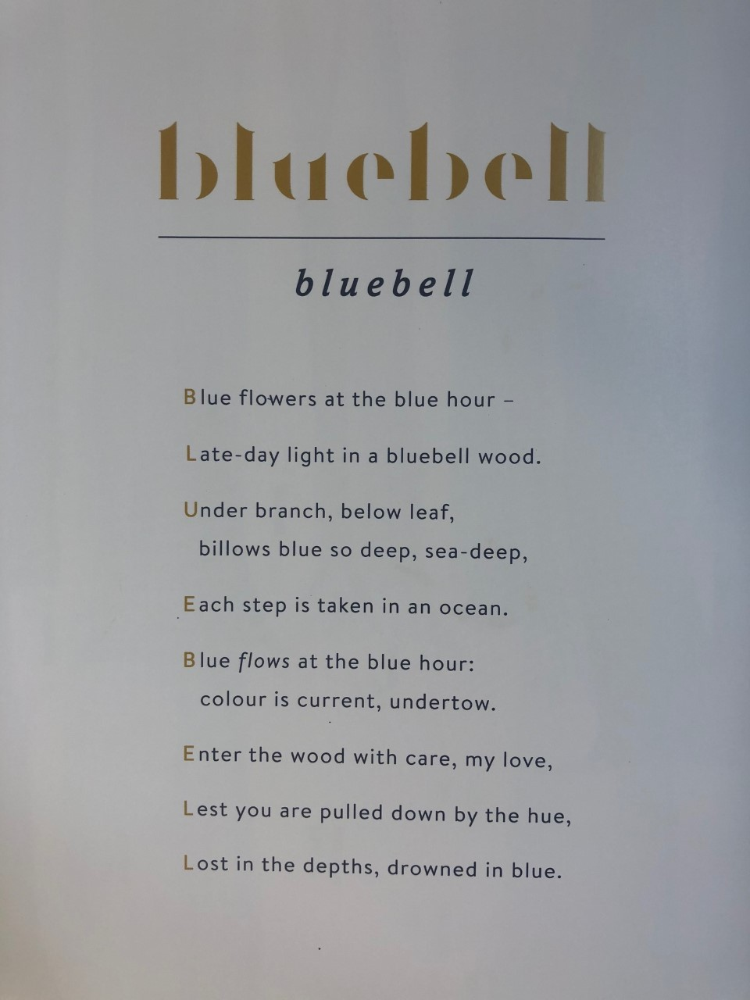 bluebell
bluebell
Blue flowers at the blue hour –
Late-day light in a bluebell wood.
Under branch, below leaf,
billows blue so deep, sea-deep,
Each step is taken in an ocean.
Blue flows at the blue hour:
colour is current, undertow.
Enter the wood with care, my love,
Lest you are pulled down by the hue,
Lost in the depths, drowned in blue.